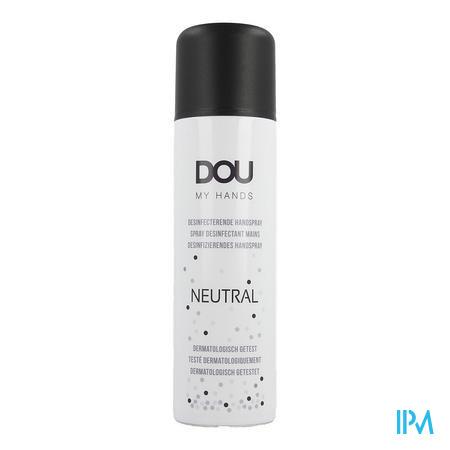 DOU
MY HANDS
DESINFECTERENDE HANDSPRAY
SPRAY DESINFECTANT MAINS
DESINFIZIERENDES HANDSPRAY
NEUTRAL
DERMATOLOGISCH GETEST
TESTÉ DERMATOLOGIQUEMENT
DERMATOLOGISCH GETESTET
IPM